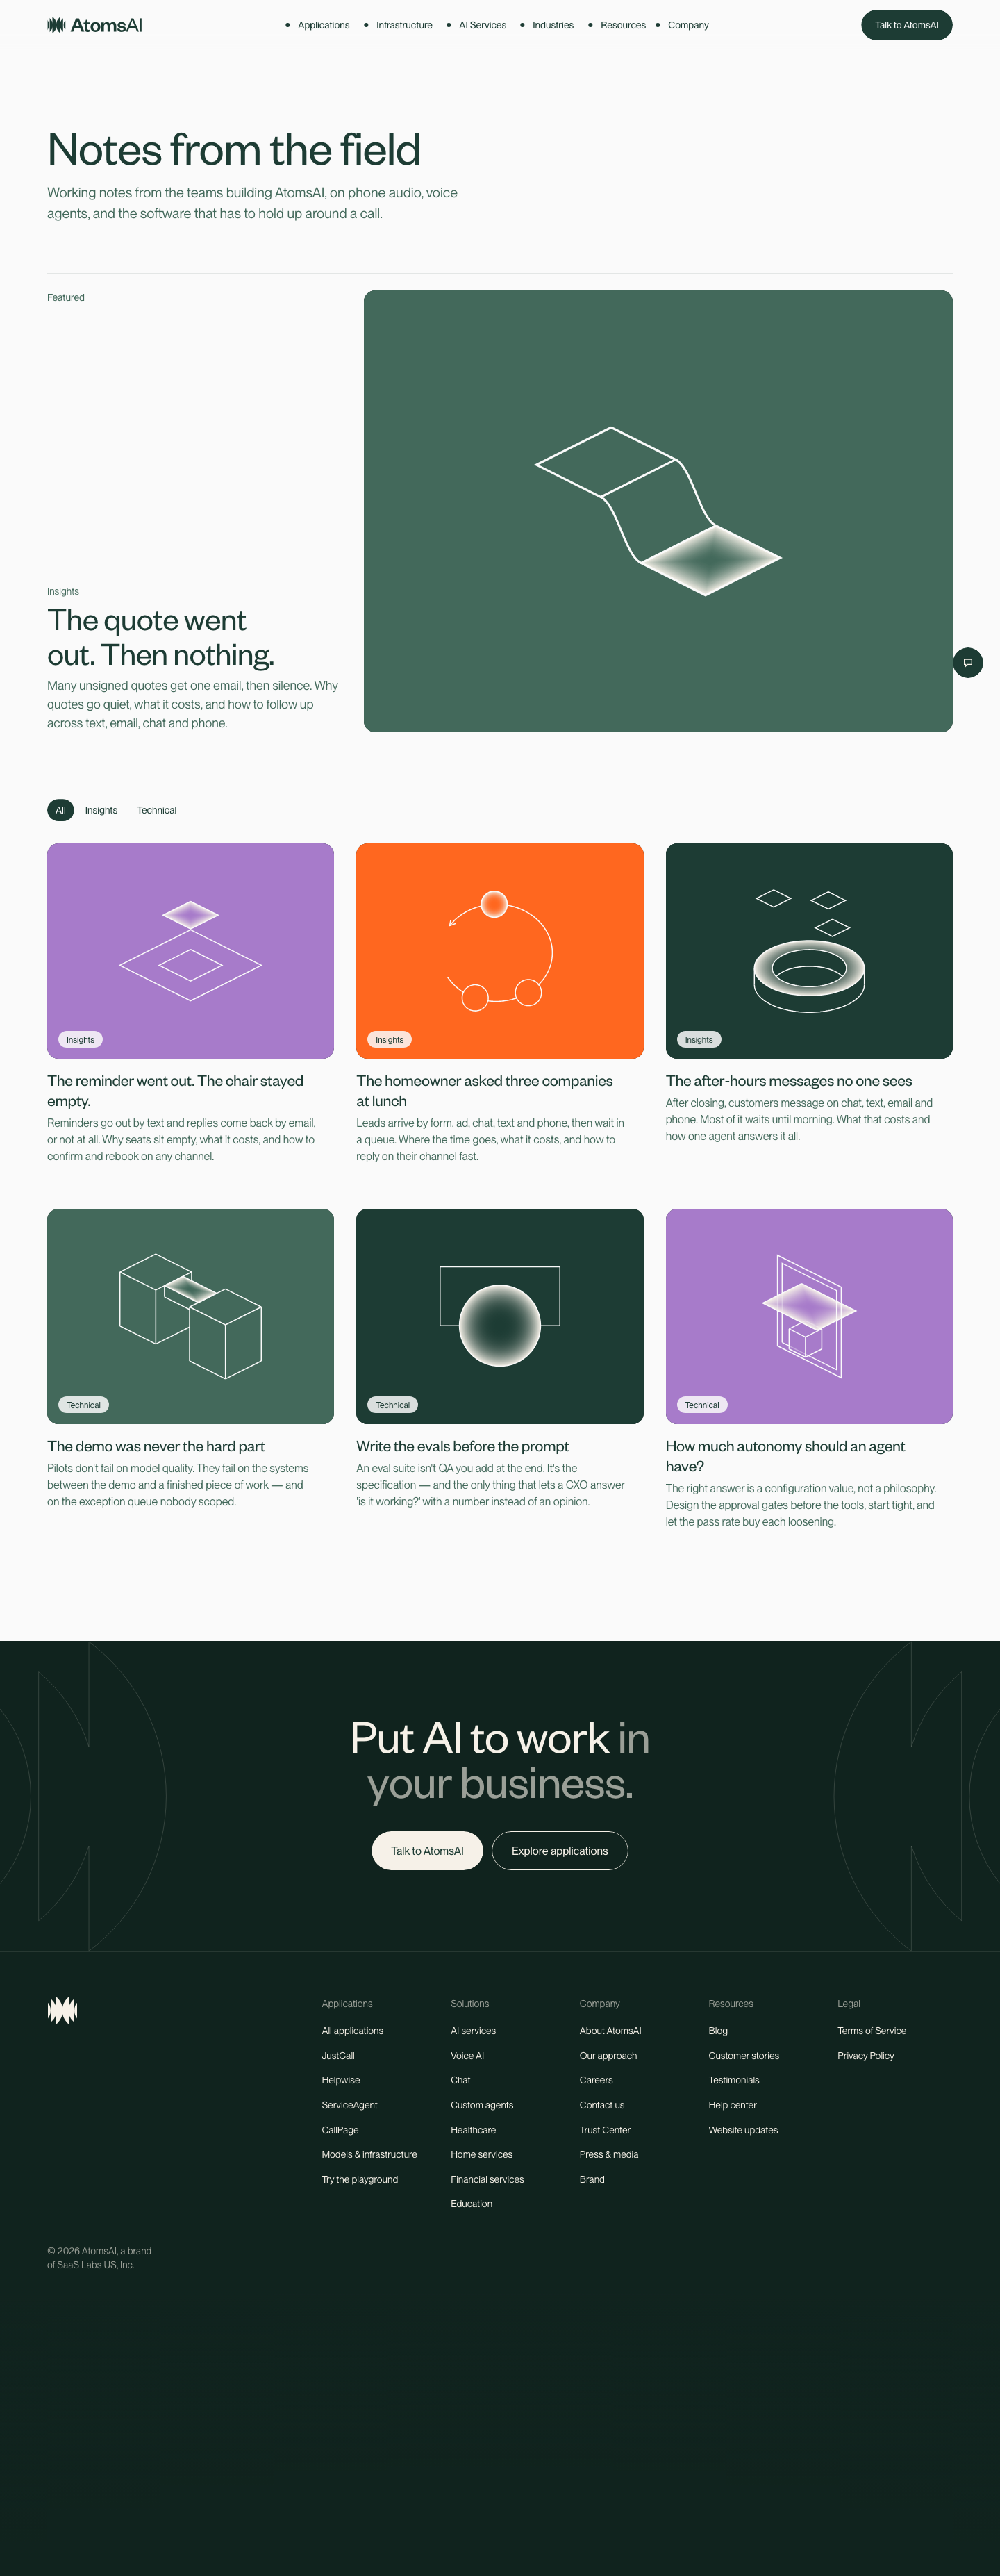 AtomsAI
Applications
Infrastructure
AI Services
Industries
Resources
Company
Talk to AtomsAI
Notes from the field
Working notes from the teams building AtomsAI, on phone audio, voice
agents, and the software that has to hold up around a call.
Featured
Insights
The quote went
out. Then nothing.
Many unsigned quotes get one email, then silence. Why
quotes go quiet, what it costs, and how to follow up
across text, email, chat and phone.
All
Insights
Technical
Insights
The reminder went out. The chair stayed
empty.
Reminders go out by text and replies come back by email,
or not at all. Why seats sit empty, what it costs, and how to
confirm and rebook on any channel.
Insights
The homeowner asked three companies
at lunch
Leads arrive by form, ad, chat, text and phone, then wait in
a queue. Where the time goes, what it costs, and how to
reply on their channel fast.
Insights
The after-hours messages no one sees
After closing, customers message on chat, text, email and
phone. Most of it waits until morning. What that costs and
how one agent answers it all.
Technical
The demo was never the hard part
Pilots don't fail on model quality. They fail on the systems
between the demo and a finished piece of work — and
on the exception queue nobody scoped.
Technical
Write the evals before the prompt
An eval suite isn't QA you add at the end. It's the
specification — and the only thing that lets a CXO answer
'is it working?' with a number instead of an opinion.
Technical
How much autonomy should an agent
have?
The right answer is a configuration value, not a philosophy.
Design the approval gates before the tools, start tight, and
let the pass rate buy each loosening.
Put AI to work in
your business.
Talk to AtomsAI
Explore applications
Applications
All applications
JustCall
Helpwise
ServiceAgent
CallPage
Models & infrastructure
Try the playground
Solutions
AI services
Voice AI
Chat
Custom agents
Healthcare
Home services
Financial services
Education
Company
About AtomsAI
Our approach
Careers
Contact us
Trust Center
Press & media
Brand
Resources
Blog
Customer stories
Testimonials
Help center
Website updates
Legal
Terms of Service
Privacy Policy
© 2026 AtomsAI, a brand
of SaaS Labs US, Inc.